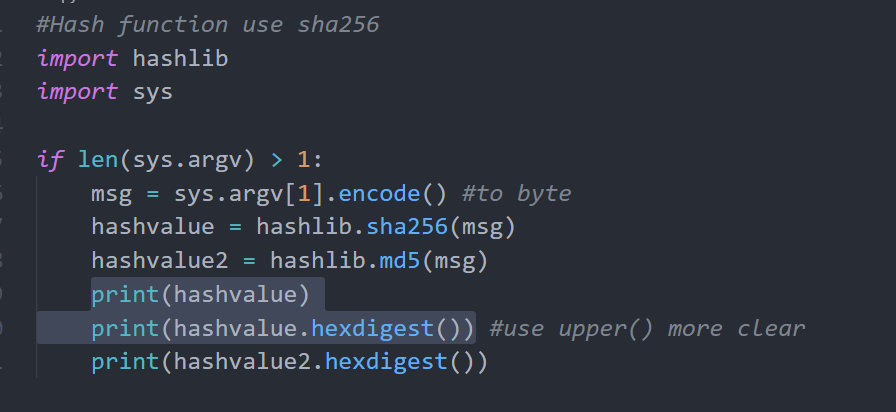 #Hash function use sha256
import hashlib
import sys
if len(sys.argv) > 1:
    msg = sys.argv[1].encode() #to byte
    hashvalue = hashlib.sha256(msg)
    hashvalue2 = hashlib.md5(msg)
    print(hashvalue)
    print(hashvalue.hexdigest()) #use upper() more clear
    print(hashvalue2.hexdigest())